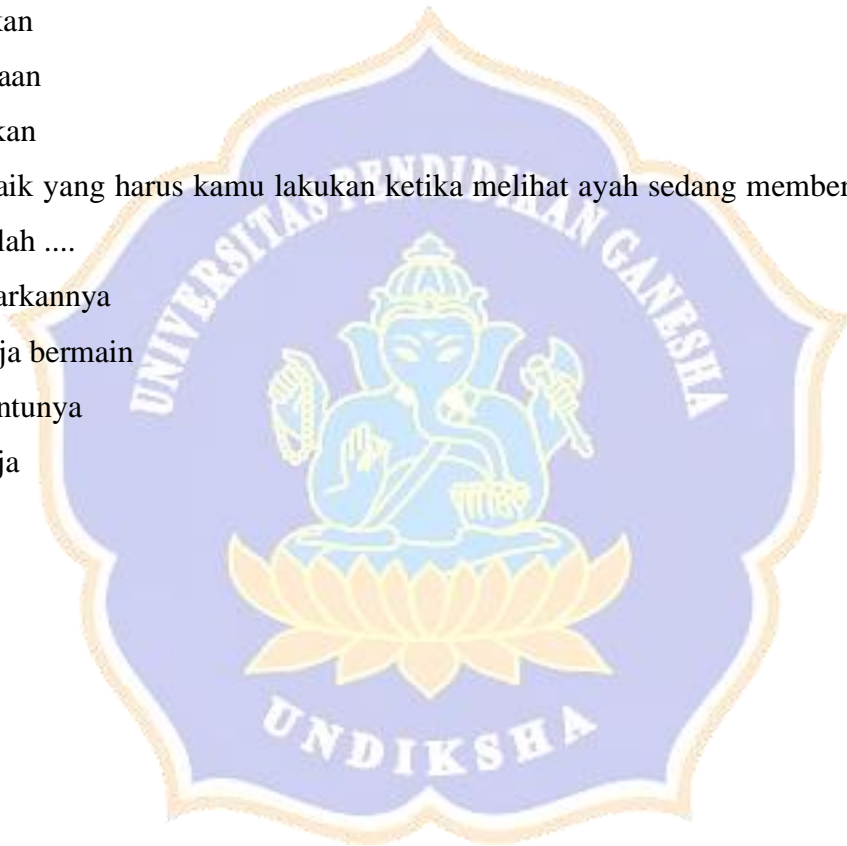 kan
aan
kan
aik yang harus kamu lakukan ketika melihat ayah sedang member
lah ....
arkannya
ja bermain
ntunya
ja
UNIVERSITAS PENDIDIKAN GANESHA
UNDIKSHA